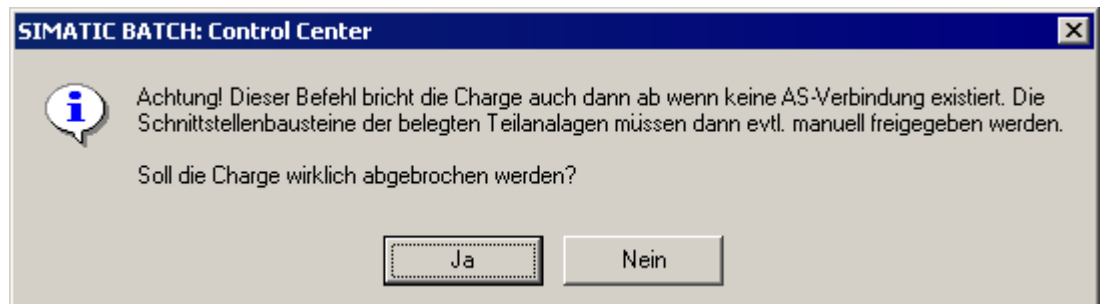 SIMATIC BATCH: Control Center
Achtung! Dieser Befehl bricht die Charge auch dann ab wenn keine AS-Verbindung existiert. Die
Schnittstellenbausteine der belegten Teilanalagen müssen dann evtl. manuell freigegeben werden.
Soll die Charge wirklich abgebrochen werden?
Ja
Nein